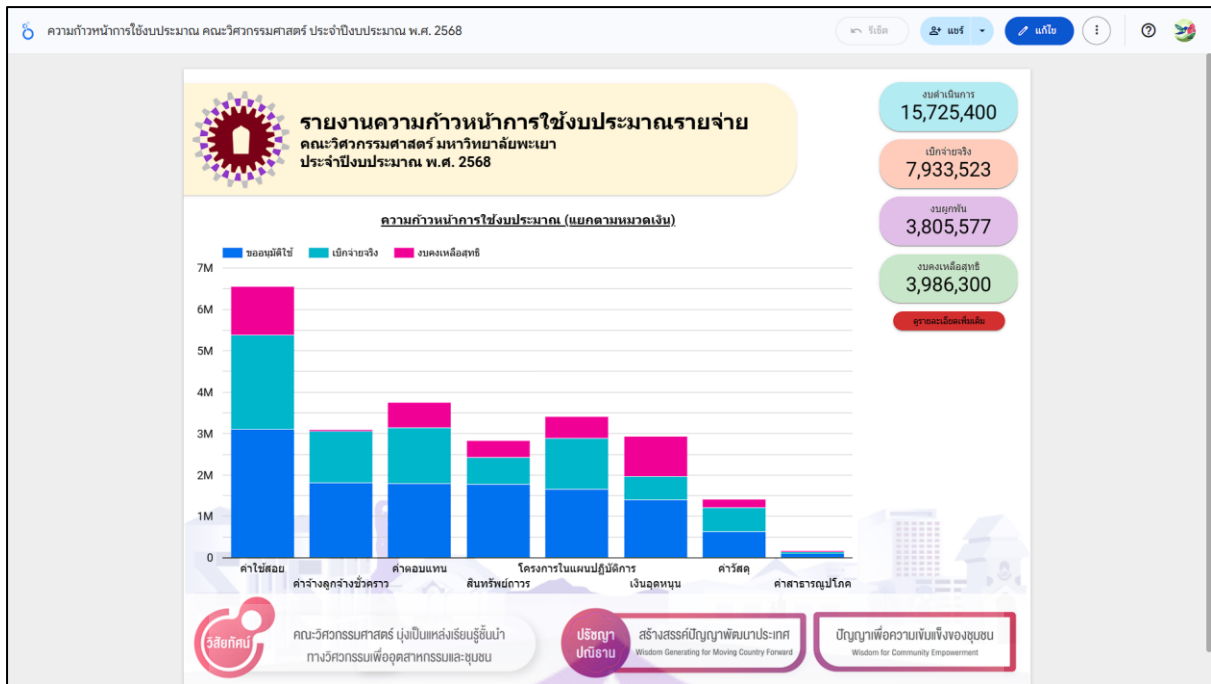 ความก้าวหน้าการใช้งบประมาณ คณะวิศวกรรมศาสตร์ ประจำปีงบประมาณ พ.ศ. 2568
รีเซ็ต
แชร์
แก้ไข
รายงานความก้าวหน้าการใช้งบประมาณรายจ่าย
คณะวิศวกรรมศาสตร์ มหาวิทยาลัยพะเยา
ประจำปีงบประมาณ พ.ศ. 2568
งบดำเนินการ
15,725,400
เบิกจ่ายจริง
7,933,523
งบผูกพัน
3,805,577
งบคงเหลือสุทธิ
3,986,300
ดูรายละเอียดเพิ่มเติม
ความก้าวหน้าการใช้งบประมาณ (แยกตามหมวดเงิน)
ขออนุมัติใช้ เบิกจ่ายจริง งบคงเหลือสุทธิ
7M
6M
5M
4M
3M
2M
1M
0
ค่าใช้สอย ค่าตอบแทน โครงการในแผนปฏิบัติการ ค่าวัสดุ
ค่าจ้างลูกจ้างชั่วคราว สินทรัพย์ถาวร เงินอุดหนุน ค่าสาธารณูปโภค
วิสัยทัศน์
คณะวิศวกรรมศาสตร์ มุ่งเป็นแหล่งเรียนรู้ชั้นนำ
ทางวิศวกรรมเพื่ออุตสาหกรรมและชุมชน
ปรัชญา
ปณิธาน
สร้างสรรค์ปัญญาพัฒนาประเทศ
Wisdom Generating for Moving Country Forward
ปัญญาเพื่อความเข้มแข็งของชุมชน
Wisdom for Community Empowerment